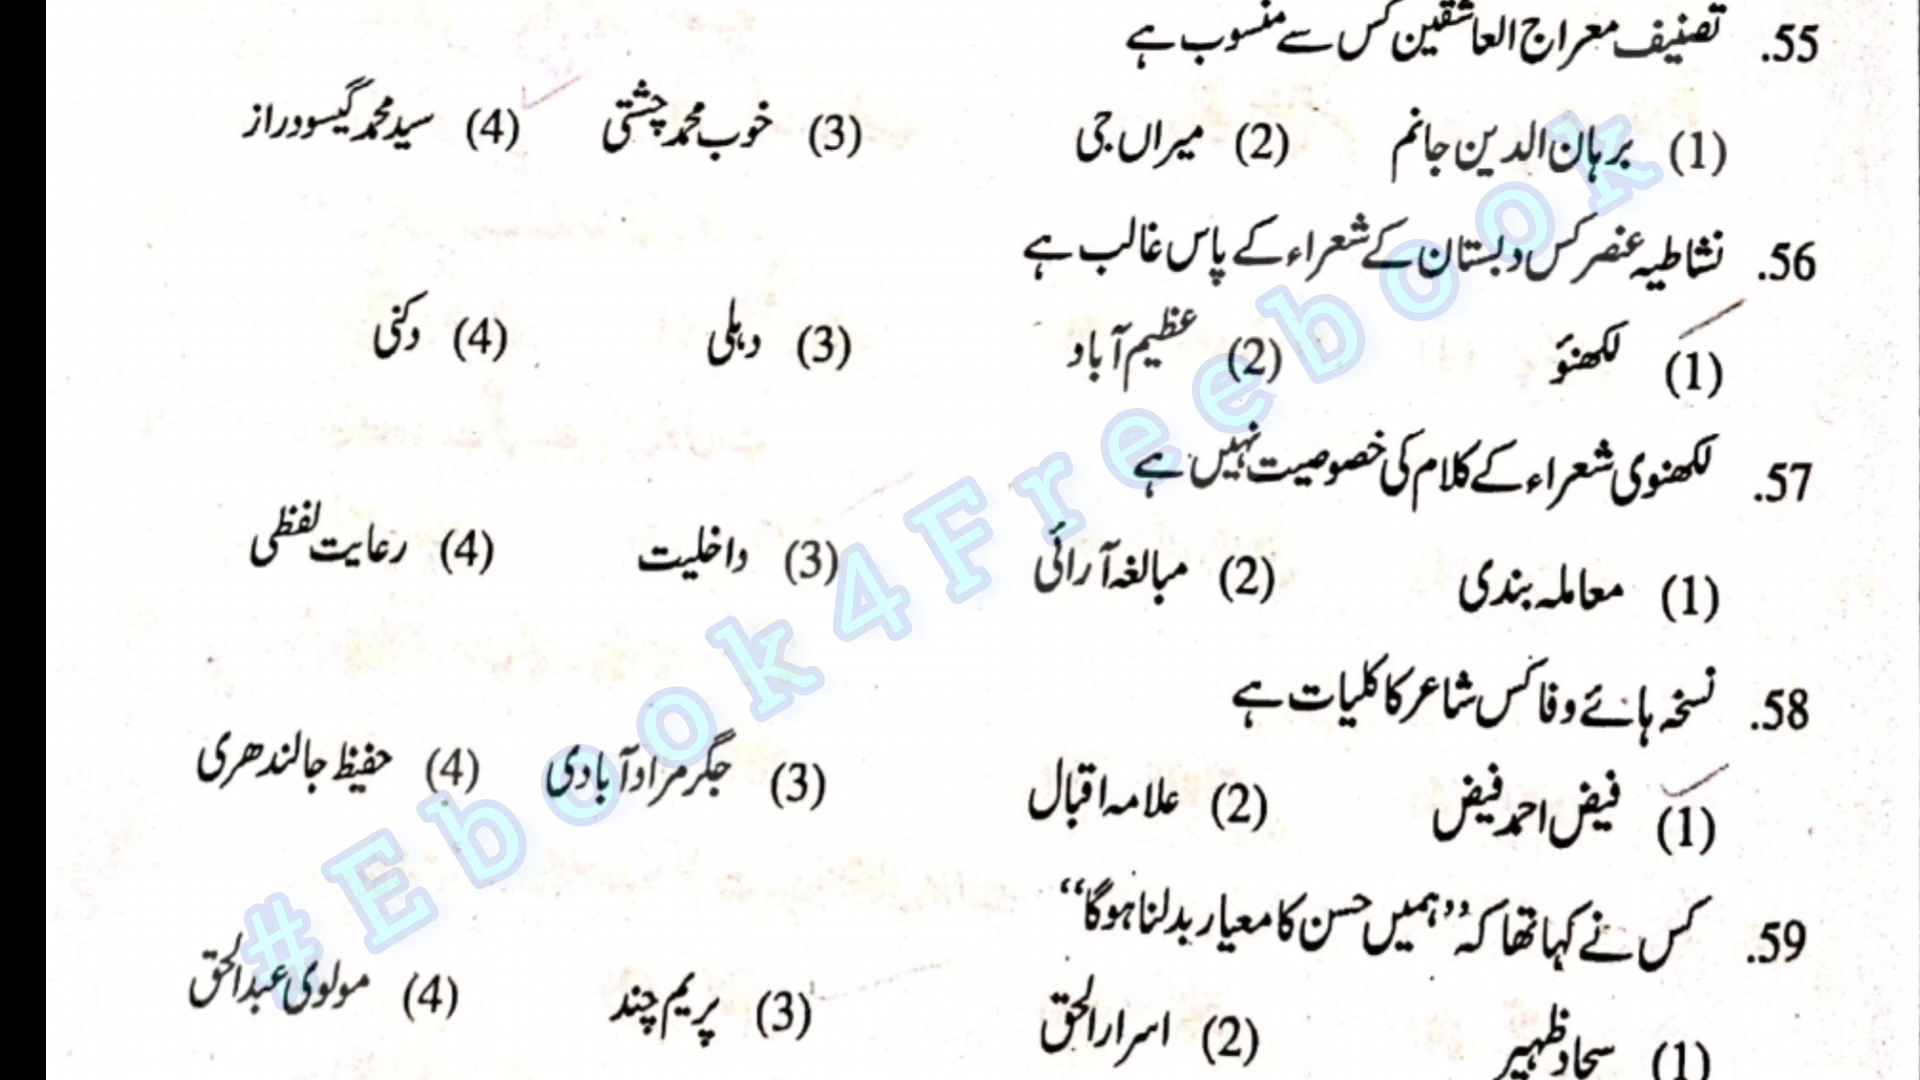 55. تصنیف معراج العاشقین کس سے منسوب ہے
(1) برہان الدین جانم (2) میراں جی (3) خوب محمد چشتی (4) سید محمد گیسودراز
56. نشاطیہ عنصر کس دبستان کے شعراء کے پاس غالب ہے
(1) لکھنؤ (2) عظیم آباد (3) دہلی (4) دکنی
57. لکھنوی شعراء کے کلام کی خصوصیت نہیں ہے
(1) معاملہ بندی (2) مبالغہ آرائی (3) داخلیت (4) رعایت لفظی
58. نسخہ ہائے وفا کس شاعر کا کلیات ہے
(1) فیض احمد فیض (2) علامہ اقبال (3) جگر مراد آبادی (4) حفیظ جالندھری
59. کس نے کہا تھا کہ ”ہمیں حسن کا معیار بدلنا ہوگا“
(1) سجاد ظہیر (2) اسرار الحق (3) پریم چند (4) مولوی عبدالحق
#Ebook4Freebook